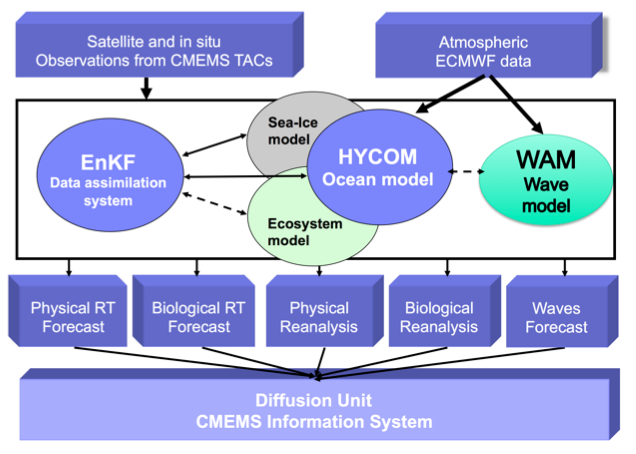 Satellite and in situ
Observations from CMEMS TACs
Atmospheric
ECMWF data
Sea-Ice
model
EnKF
Data assimilation
system
HYCOM
Ocean model
WAM
Wave
model
Ecosystem
model
Physical RT
Forecast
Biological RT
Forecast
Physical
Reanalysis
Biological
Reanalysis
Waves
Forecast
Diffusion Unit
CMEMS Information System